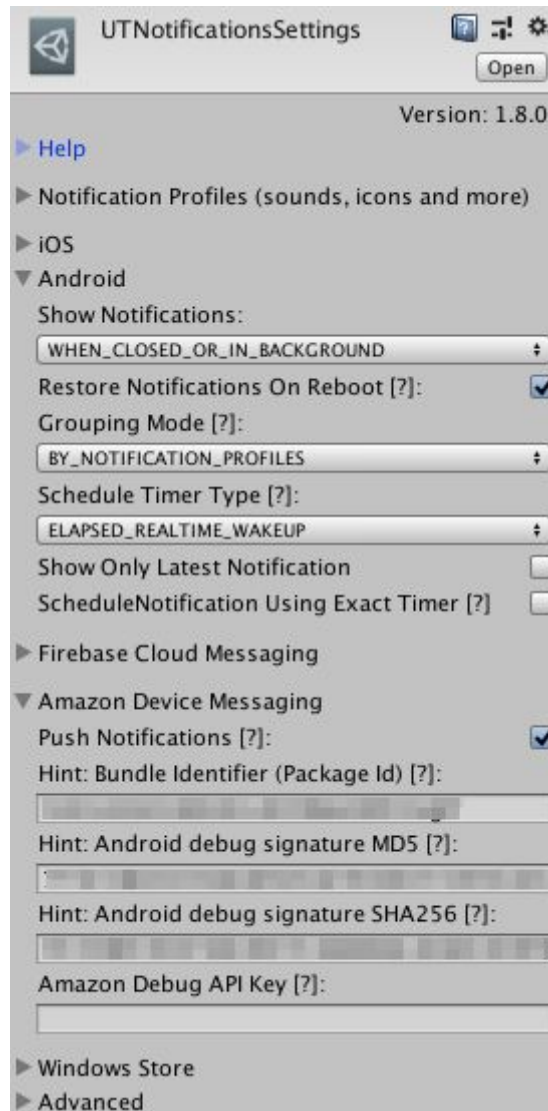 UTNotificationsSettings
Open
Version: 1.8.0
Help
Notification Profiles (sounds, icons and more)
iOS
Android
Show Notifications:
WHEN_CLOSED_OR_IN_BACKGROUND
Restore Notifications On Reboot [?]:
Grouping Mode [?]:
BY_NOTIFICATION_PROFILES
Schedule Timer Type [?]:
ELAPSED_REALTIME_WAKEUP
Show Only Latest Notification
ScheduleNotification Using Exact Timer [?]
Firebase Cloud Messaging
Amazon Device Messaging
Push Notifications [?]:
Hint: Bundle Identifier (Package Id) [?]:
Hint: Android debug signature MD5 [?]:
Hint: Android debug signature SHA256 [?]:
Amazon Debug API Key [?]:
Windows Store
Advanced